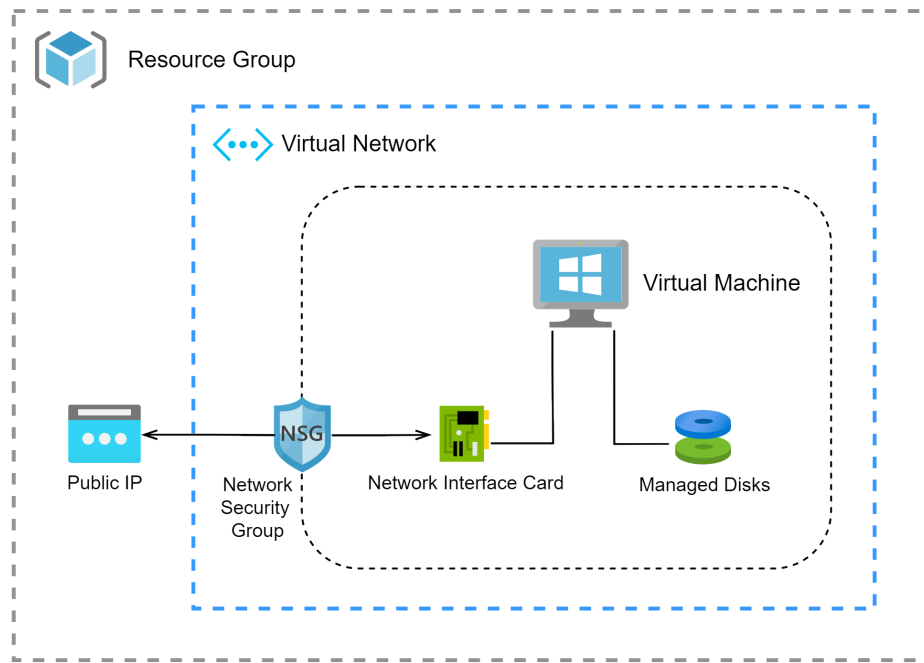 Resource Group
Virtual Network
Virtual Machine
NSG
Public IP
Network
Security
Group
Network Interface Card
Managed Disks